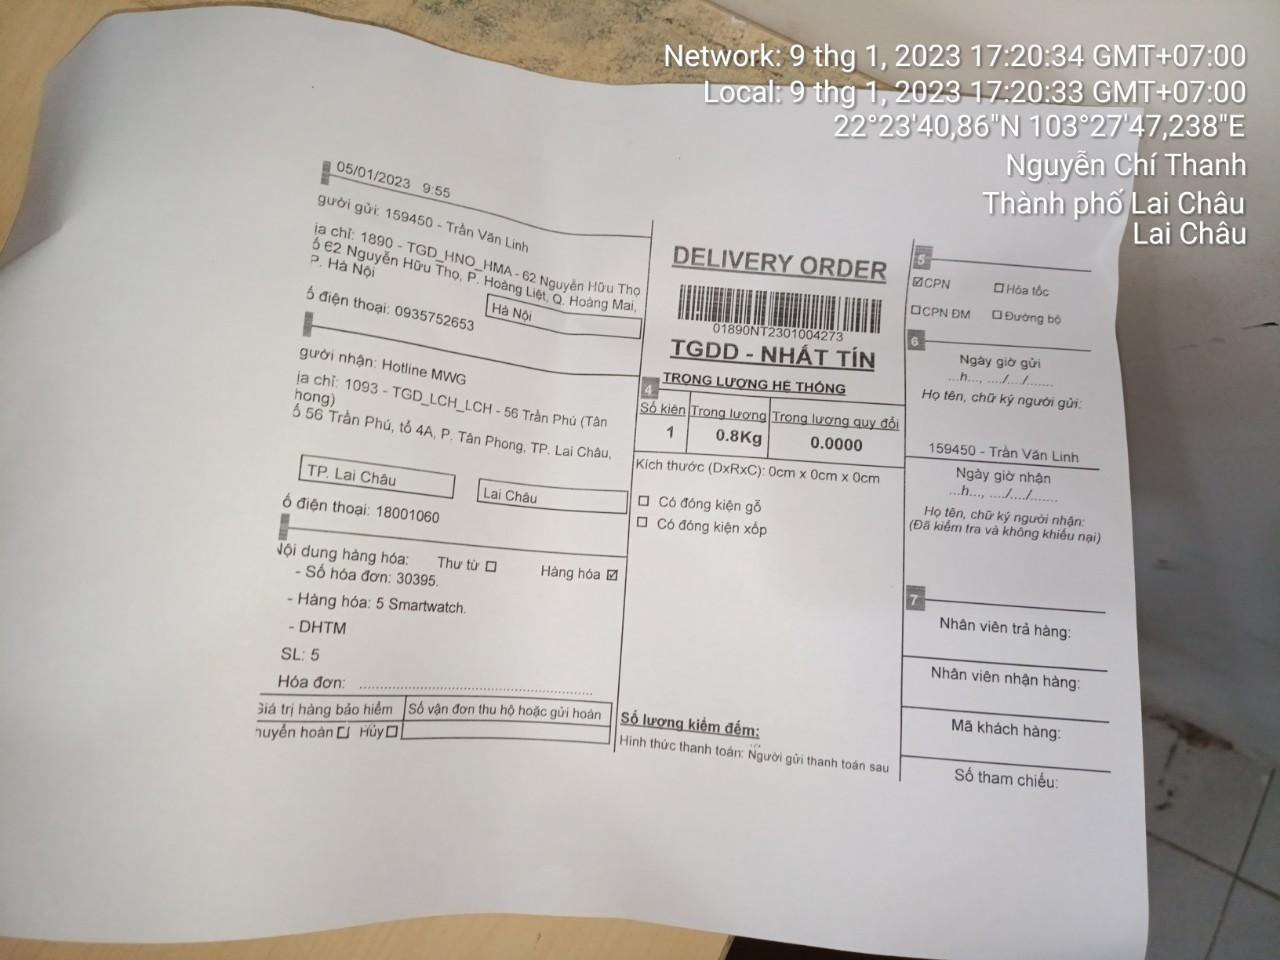 Network: 9 thg 1, 2023 17:20:34 GMT+07:00
Local: 9 thg 1, 2023 17:20:33 GMT+07:00
22°23'40,86"N 103°27'47,238"E
Nguyễn Chí Thanh
Thành phố Lai Châu
Lai Châu
05/01/2023 9:55
gười gửi: 159450 - Trần Văn Linh
ịa chỉ: 1890 - TGD_HNO_HMA - 62 Nguyễn Hữu Thọ
ố 62 Nguyễn Hữu Thọ, P. Hoàng Liệt, Q. Hoàng Mai,
P. Hà Nội
Hà Nội
ố điện thoại: 0935752653
gười nhận: Hotline MWG
ịa chỉ: 1093 - TGD_LCH_LCH - 56 Trần Phú (Tân
hong)
ố 56 Trần Phú, tổ 4A, P. Tân Phong, TP. Lai Châu,
TP. Lai Châu
Lai Châu
ố điện thoại: 18001060
Nội dung hàng hóa: Thư từ ☐ Hàng hóa ☑
- Số hóa đơn: 30395.
- Hàng hóa: 5 Smartwatch.
- DHTM
SL: 5
Hóa đơn: ..........................................................
Giá trị hàng bảo hiểm
Số vận đơn thu hộ hoặc gửi hoàn
huyển hoàn ☐ Hủy ☐
DELIVERY ORDER
01890NT2301004273
TGDD - NHẤT TÍN
4
TRỌNG LƯỢNG HỆ THỐNG
Số kiện Trọng lượng Trọng lượng quy đổi
1 0.8Kg 0.0000
Kích thước (DxRxC): 0cm x 0cm x 0cm
☐ Có đóng kiện gỗ
☐ Có đóng kiện xốp
Số lượng kiểm đếm:
Hình thức thanh toán: Người gửi thanh toán sau
5
☑CPN ☐Hỏa tốc
☐CPN ĐM ☐Đường bộ
6
Ngày giờ gửi
...h..., ..../..../.......
Họ tên, chữ ký người gửi:
159450 - Trần Văn Linh
Ngày giờ nhận
...h..., ..../..../.......
Họ tên, chữ ký người nhận:
(Đã kiểm tra và không khiếu nại)
7
Nhân viên trả hàng:
Nhân viên nhận hàng:
Mã khách hàng:
Số tham chiếu: